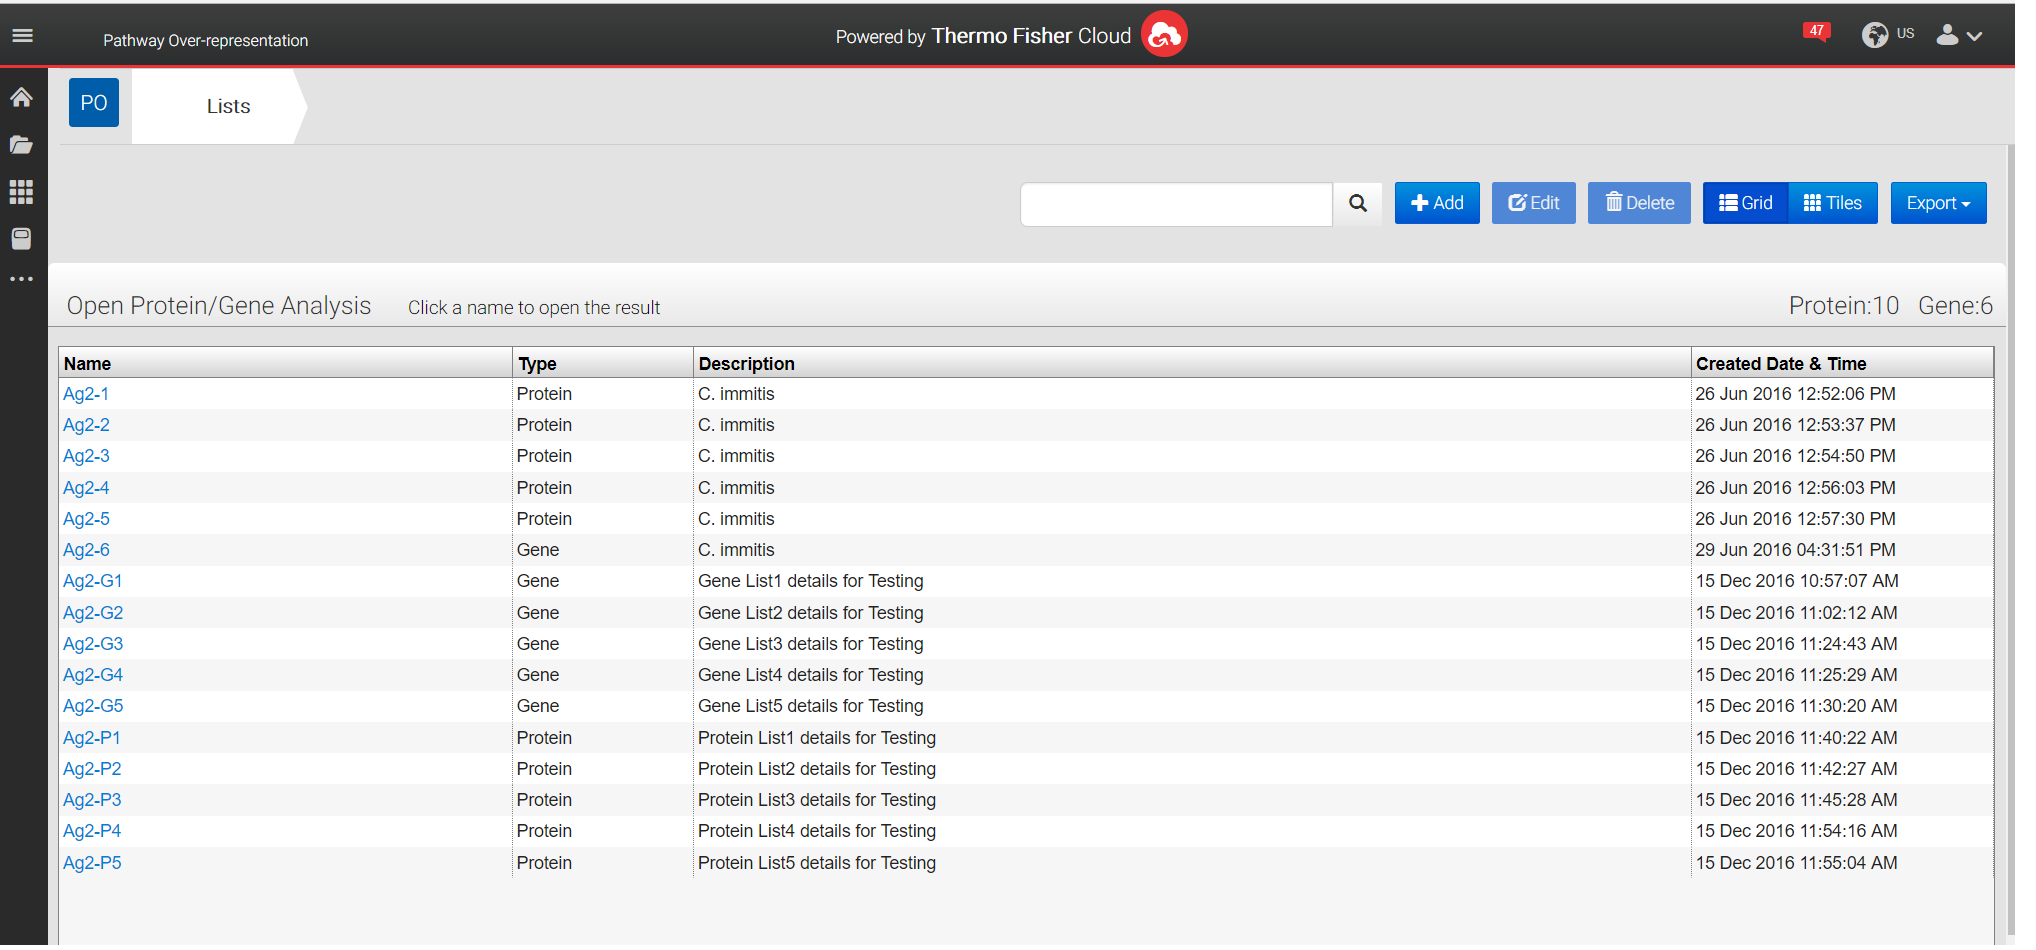 Pathway Over-representation Powered by Thermo Fisher Cloud 47 US
PO Lists
Add Edit Delete Grid Tiles Export
Open Protein/Gene Analysis Click a name to open the result Protein:10 Gene:6
Name Type Description Created Date & Time
Ag2-1 Protein C. immitis 26 Jun 2016 12:52:06 PM
Ag2-2 Protein C. immitis 26 Jun 2016 12:53:37 PM
Ag2-3 Protein C. immitis 26 Jun 2016 12:54:50 PM
Ag2-4 Protein C. immitis 26 Jun 2016 12:56:03 PM
Ag2-5 Protein C. immitis 26 Jun 2016 12:57:30 PM
Ag2-6 Gene C. immitis 29 Jun 2016 04:31:51 PM
Ag2-G1 Gene Gene List1 details for Testing 15 Dec 2016 10:57:07 AM
Ag2-G2 Gene Gene List2 details for Testing 15 Dec 2016 11:02:12 AM
Ag2-G3 Gene Gene List3 details for Testing 15 Dec 2016 11:24:43 AM
Ag2-G4 Gene Gene List4 details for Testing 15 Dec 2016 11:25:29 AM
Ag2-G5 Gene Gene List5 details for Testing 15 Dec 2016 11:30:20 AM
Ag2-P1 Protein Protein List1 details for Testing 15 Dec 2016 11:40:22 AM
Ag2-P2 Protein Protein List2 details for Testing 15 Dec 2016 11:42:27 AM
Ag2-P3 Protein Protein List3 details for Testing 15 Dec 2016 11:45:28 AM
Ag2-P4 Protein Protein List4 details for Testing 15 Dec 2016 11:54:16 AM
Ag2-P5 Protein Protein List5 details for Testing 15 Dec 2016 11:55:04 AM